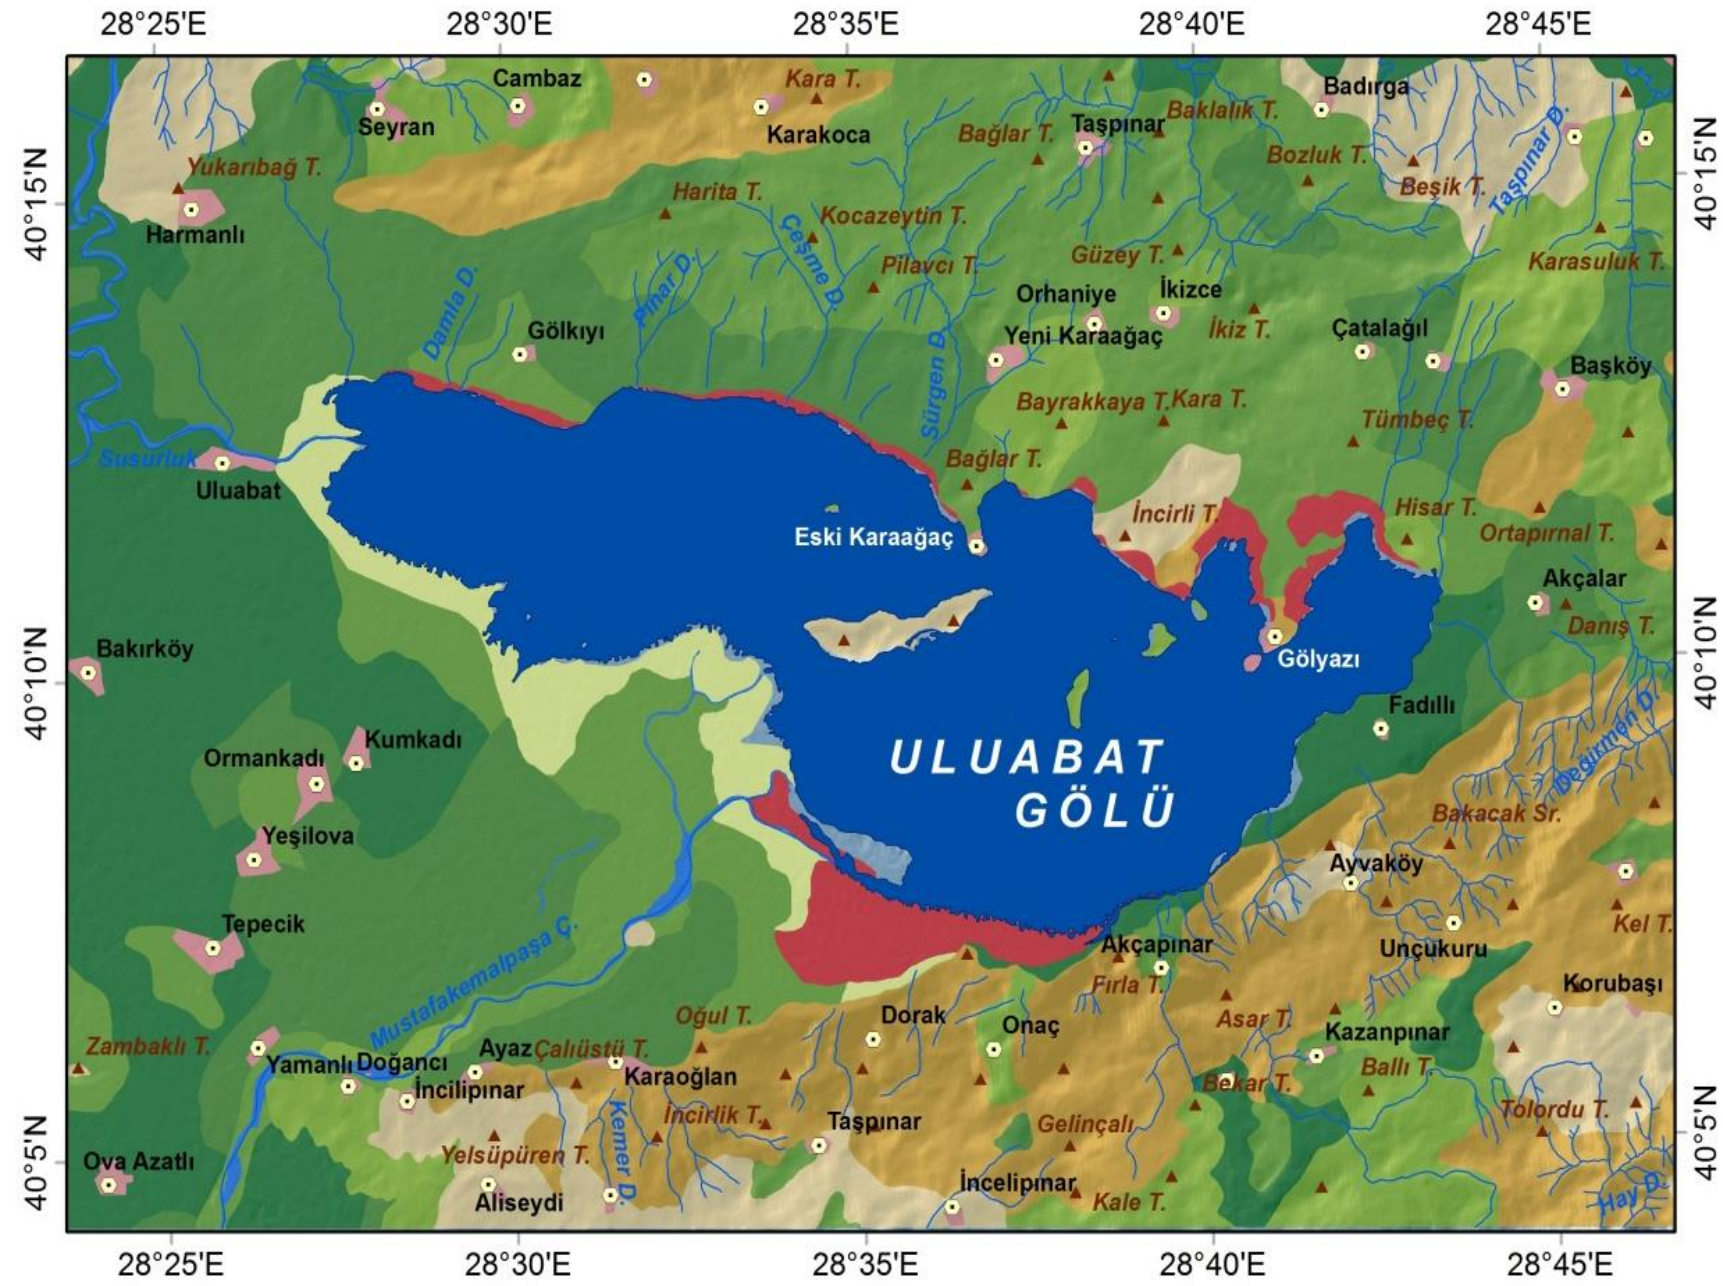 28°25'E 28°30'E 28°35'E 28°40'E 28°45'E
Cambaz
Kara T.
Badırga
Seyran
Karakoca
Bağlar T.
Taşpınar
Baklalık T.
Taşpınar D.
40°15'N
40°15'N
Yukarıbağ T.
Bozluk T.
Beşik T.
Harmanlı
Harita T.
Kocazeytin T.
Çeşme D.
Pilavcı T.
Güzey T.
Karasuluk T.
Damla D.
Pınar D.
Orhaniye
İkizce
Gölkıyı
Yeni Karaağaç
İkiz T.
Çatalağıl
Başköy
Sürgen D.
Bayrakkaya T.
Kara T.
Tümbeç T.
Susurluk
Bağlar T.
Uluabat
İncirli T.
Hisar T.
Eski Karaağaç
Ortapırnal T.
Akçalar
Danış T.
40°10'N
40°10'N
Bakırköy
Gölyazı
Fadıllı
Değirmen D.
Kumkadı
Ormankadı
ULUABAT
GÖLÜ
Bakacak Sr.
Yeşilova
Ayvaköy
Tepecik
Kel T.
Mustafakemalpaşa Ç.
Akçapınar
Unçukuru
Fırla T.
Korubaşı
Oğul T.
Dorak
Onaç
Asar T.
Kazanpınar
Zambaklı T.
Yamanlı
Doğancı
Ayaz
Çalıüstü T.
Karaoğlan
Ballı T.
İncilipınar
Bekar T.
Kemer D.
İncirlik T.
Taşpınar
Gelinçalı
Tolordu T.
40°5'N
40°5'N
Ova Azatlı
Yelsüpüren T.
Aliseydi
İncelipınar
Kale T.
Hay D.
28°25'E 28°30'E 28°35'E 28°40'E 28°45'E